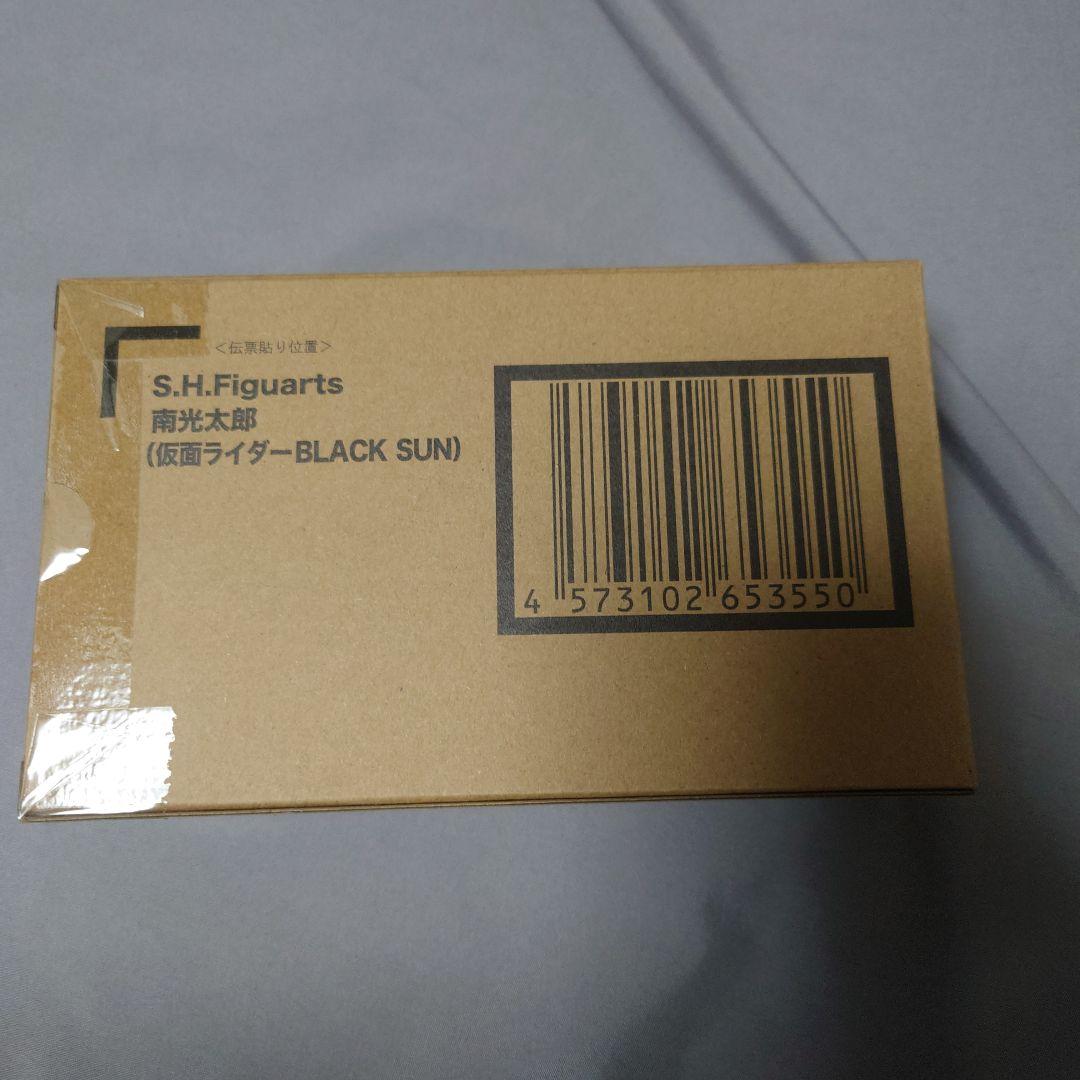 ＜伝票貼り位置＞
S.H.Figuarts
南光太郎
(仮面ライダーBLACK SUN)
4 573102 653550